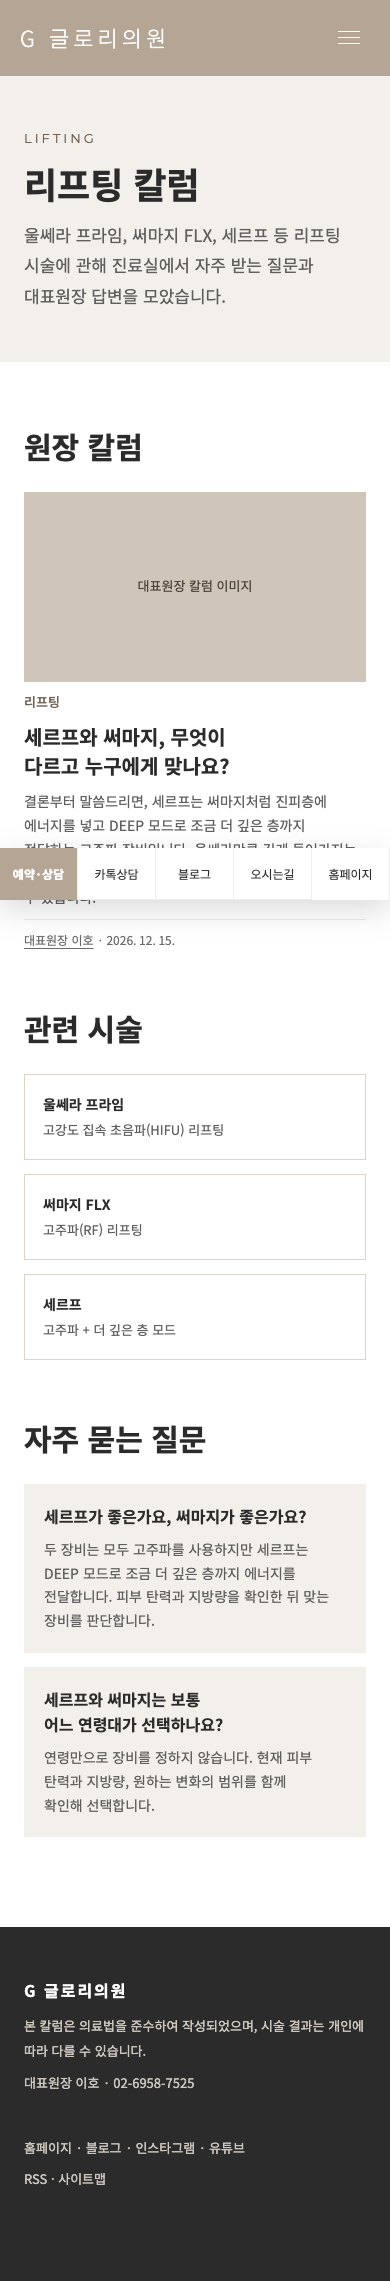 G 글로리의원
LIFTING
리프팅 칼럼
울쎄라 프라임, 써마지 FLX, 세르프 등 리프팅
시술에 관해 진료실에서 자주 받는 질문과
대표원장 답변을 모았습니다.
원장 칼럼
대표원장 칼럼 이미지
리프팅
세르프와 써마지, 무엇이
다르고 누구에게 맞나요?
결론부터 말씀드리면, 세르프는 써마지처럼 진피층에
에너지를 넣고 DEEP 모드로 조금 더 깊은 층까지
예약·상담
카톡상담
블로그
오시는길
홈페이지
대표원장 이호 · 2026. 12. 15.
관련 시술
울쎄라 프라임
고강도 집속 초음파(HIFU) 리프팅
써마지 FLX
고주파(RF) 리프팅
세르프
고주파 + 더 깊은 층 모드
자주 묻는 질문
세르프가 좋은가요, 써마지가 좋은가요?
두 장비는 모두 고주파를 사용하지만 세르프는
DEEP 모드로 조금 더 깊은 층까지 에너지를
전달합니다. 피부 탄력과 지방량을 확인한 뒤 맞는
장비를 판단합니다.
세르프와 써마지는 보통
어느 연령대가 선택하나요?
연령만으로 장비를 정하지 않습니다. 현재 피부
탄력과 지방량, 원하는 변화의 범위를 함께
확인해 선택합니다.
G 글로리의원
본 칼럼은 의료법을 준수하여 작성되었으며, 시술 결과는 개인에
따라 다를 수 있습니다.
대표원장 이호 · 02-6958-7525
홈페이지 · 블로그 · 인스타그램 · 유튜브
RSS · 사이트맵